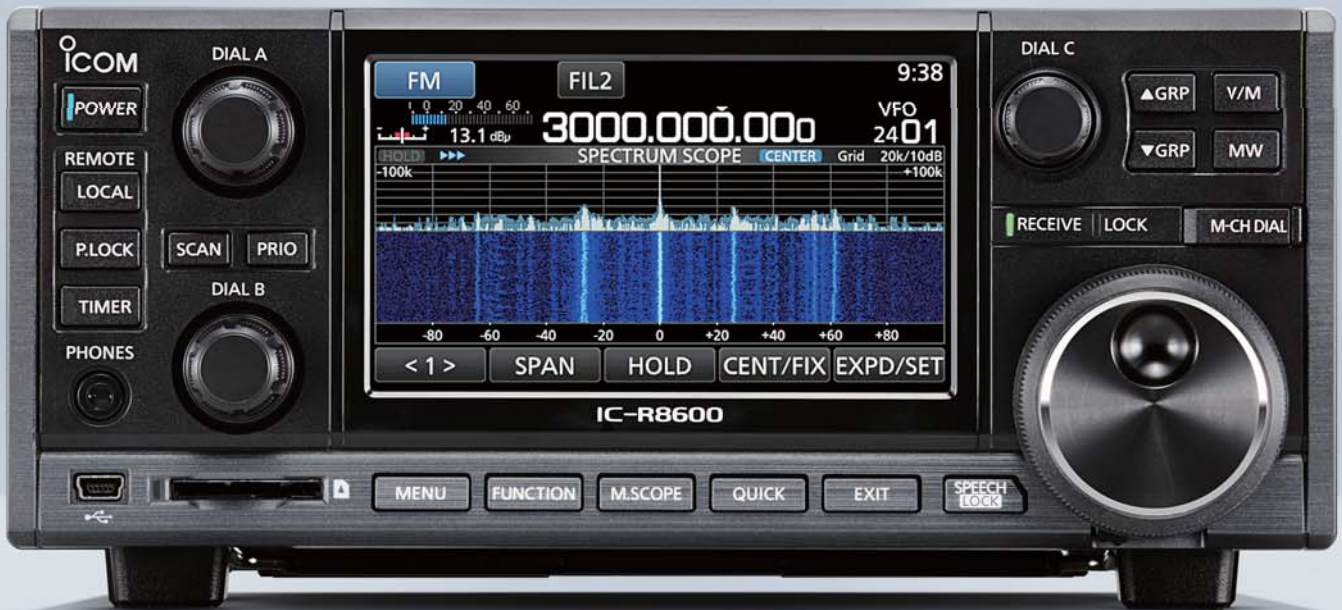 ICOM
POWER
REMOTE
LOCAL
P.LOCK
TIMER
PHONES
DIAL A
SCAN PRIO
DIAL B
FM FIL2 9:38
0 20 40 60
- +
13.1 dBμ
3000.000.000
VFO
24 01
HOLD SPECTRUM SCOPE CENTER Grid 20k/10dB
-100k +100k
-80 -60 -40 -20 0 +20 +40 +60 +80
< 1 > SPAN HOLD CENT/FIX EXPD/SET
IC-R8600
DIAL C
▲GRP V/M
▼GRP MW
RECEIVE LOCK M-CH DIAL
MENU FUNCTION M.SCOPE QUICK EXIT SPEECH
LOCK